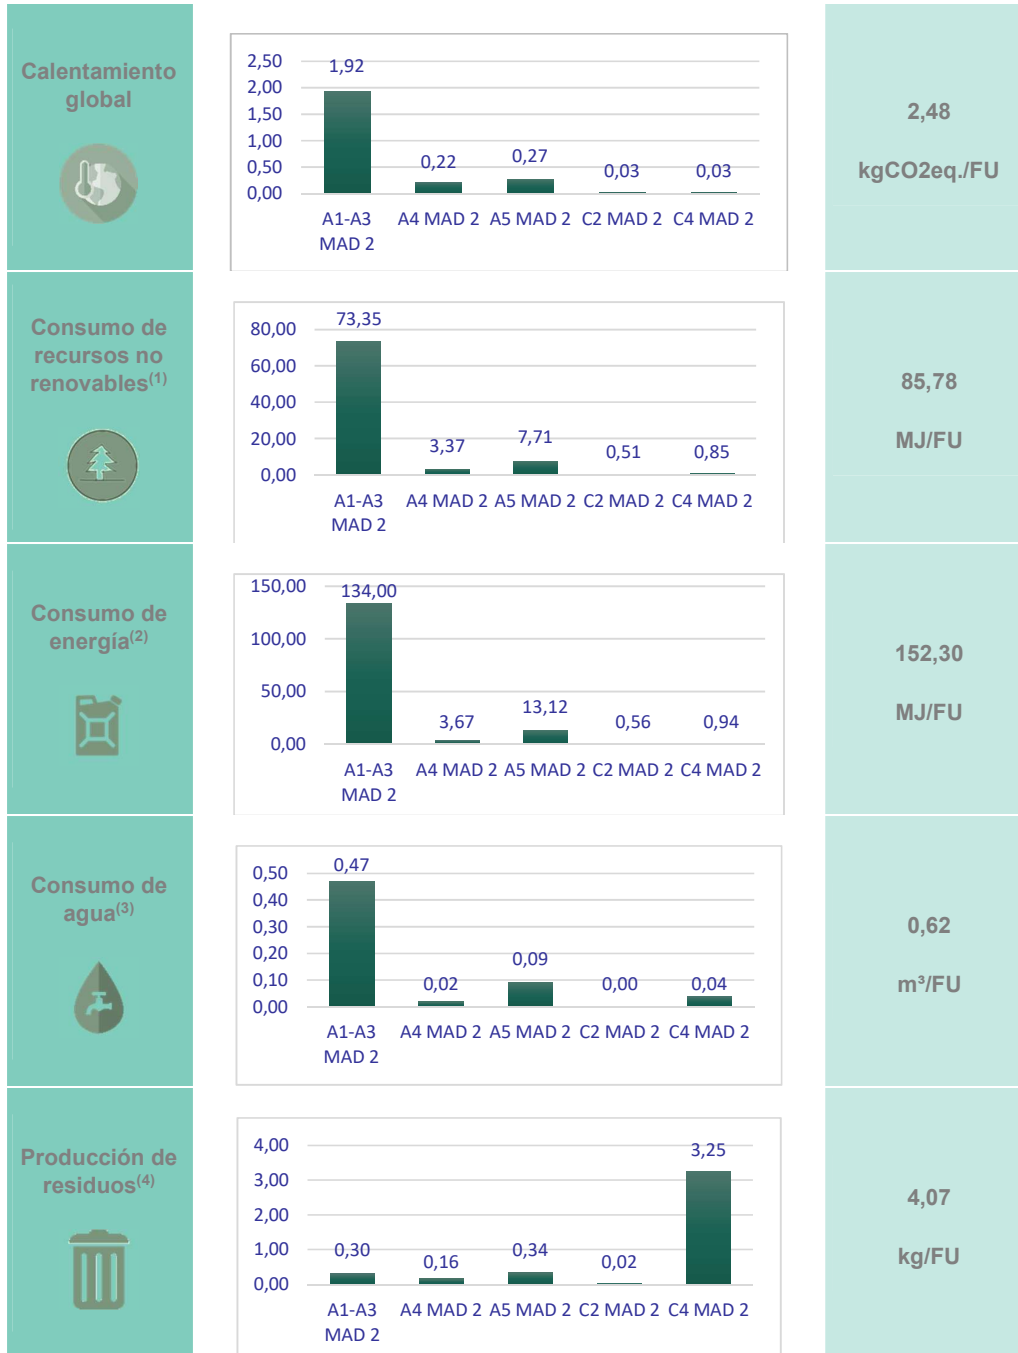 Calentamiento
global
2,50
2,00
1,50
1,00
0,50
0,00
1,92
0,22
0,27
0,03
0,03
A1-A3
MAD 2
A4 MAD 2
A5 MAD 2
C2 MAD 2
C4 MAD 2
2,48
kgCO2eq./FU
Consumo de
recursos no
renovables(1)
80,00
60,00
40,00
20,00
0,00
73,35
3,37
7,71
0,51
0,85
A1-A3
MAD 2
A4 MAD 2
A5 MAD 2
C2 MAD 2
C4 MAD 2
85,78
MJ/FU
Consumo de
energía(2)
150,00
100,00
50,00
0,00
134,00
3,67
13,12
0,56
0,94
A1-A3
MAD 2
A4 MAD 2
A5 MAD 2
C2 MAD 2
C4 MAD 2
152,30
MJ/FU
Consumo de
agua(3)
0,50
0,40
0,30
0,20
0,10
0,00
0,47
0,02
0,09
0,00
0,04
A1-A3
MAD 2
A4 MAD 2
A5 MAD 2
C2 MAD 2
C4 MAD 2
0,62
m³/FU
Producción de
residuos(4)
4,00
3,00
2,00
1,00
0,00
0,30
0,16
0,34
0,02
3,25
A1-A3
MAD 2
A4 MAD 2
A5 MAD 2
C2 MAD 2
C4 MAD 2
4,07
kg/FU